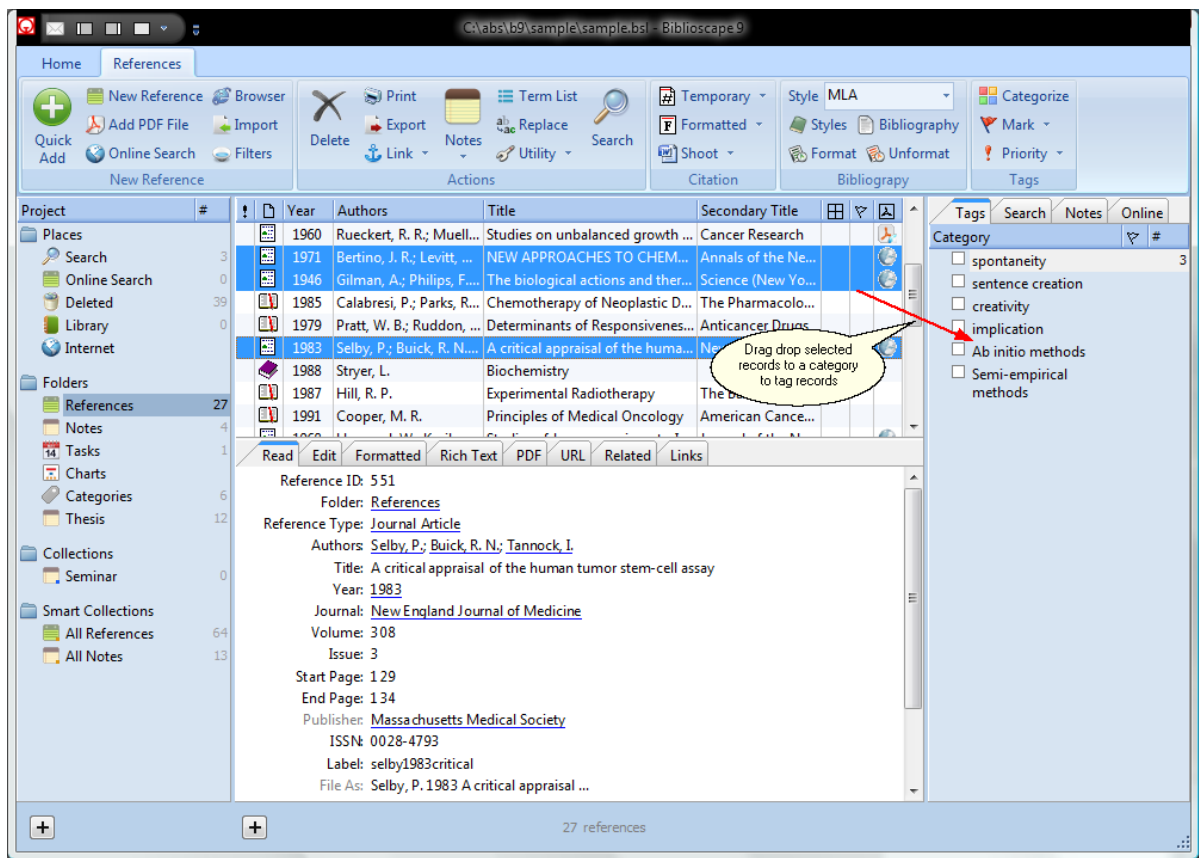 C:\abs\b9\sample\sample.bsl - Biblioscape 9
Home References
New Reference Browser Print Term List Temporary Style MLA Categorize
Add PDF File Import Export Replace Formatted Styles Bibliography Mark
Quick Add Online Search Filters Delete Link Notes Utility Search Shoot Format Unformat Priority
New Reference Actions Citation Bibliograpy Tags
Project # ! Year Authors Title Secondary Title Tags Search Notes Online
Category #
Places
Search 3
Online Search 0
Deleted 39
Library 0
Internet
Folders
References 27
Notes 4
Tasks 1
Charts
Categories 6
Thesis 12
Collections
Seminar 0
Smart Collections
All References 64
All Notes 13
1960 Rueckert, R. R.; Muell... Studies on unbalanced growth ... Cancer Research
1971 Bertino, J. R.; Levitt, ... NEW APPROACHES TO CHEM... Annals of the Ne...
1946 Gilman, A.; Philips, F.... The biological actions and ther... Science (New Yo...
1985 Calabresi, P.; Parks, R... Chemotherapy of Neoplastic D... The Pharmacolo...
1979 Pratt, W. B.; Ruddon, ... Determinants of Responsivenes... Anticancer Drugs
1983 Selby, P.; Buick, R. N.... A critical appraisal of the huma...
1988 Stryer, L. Biochemistry
1987 Hill, R. P. Experimental Radiotherapy The
1991 Cooper, M. R. Principles of Medical Oncology American Cance...
Drag drop selected
records to a category
to tag records
spontaneity 3
sentence creation
creativity
implication
Ab initio methods
Semi-empirical
methods
Read Edit Formatted Rich Text PDF URL Related Links
Reference ID: 551
Folder: References
Reference Type: Journal Article
Authors: Selby, P.; Buick, R. N.; Tannock, I.
Title: A critical appraisal of the human tumor stem-cell assay
Year: 1983
Journal: New England Journal of Medicine
Volume: 308
Issue: 3
Start Page: 129
End Page: 134
Publisher: Massachusetts Medical Society
ISSN: 0028-4793
Label: selby1983critical
File As: Selby, P. 1983 A critical appraisal ...
27 references